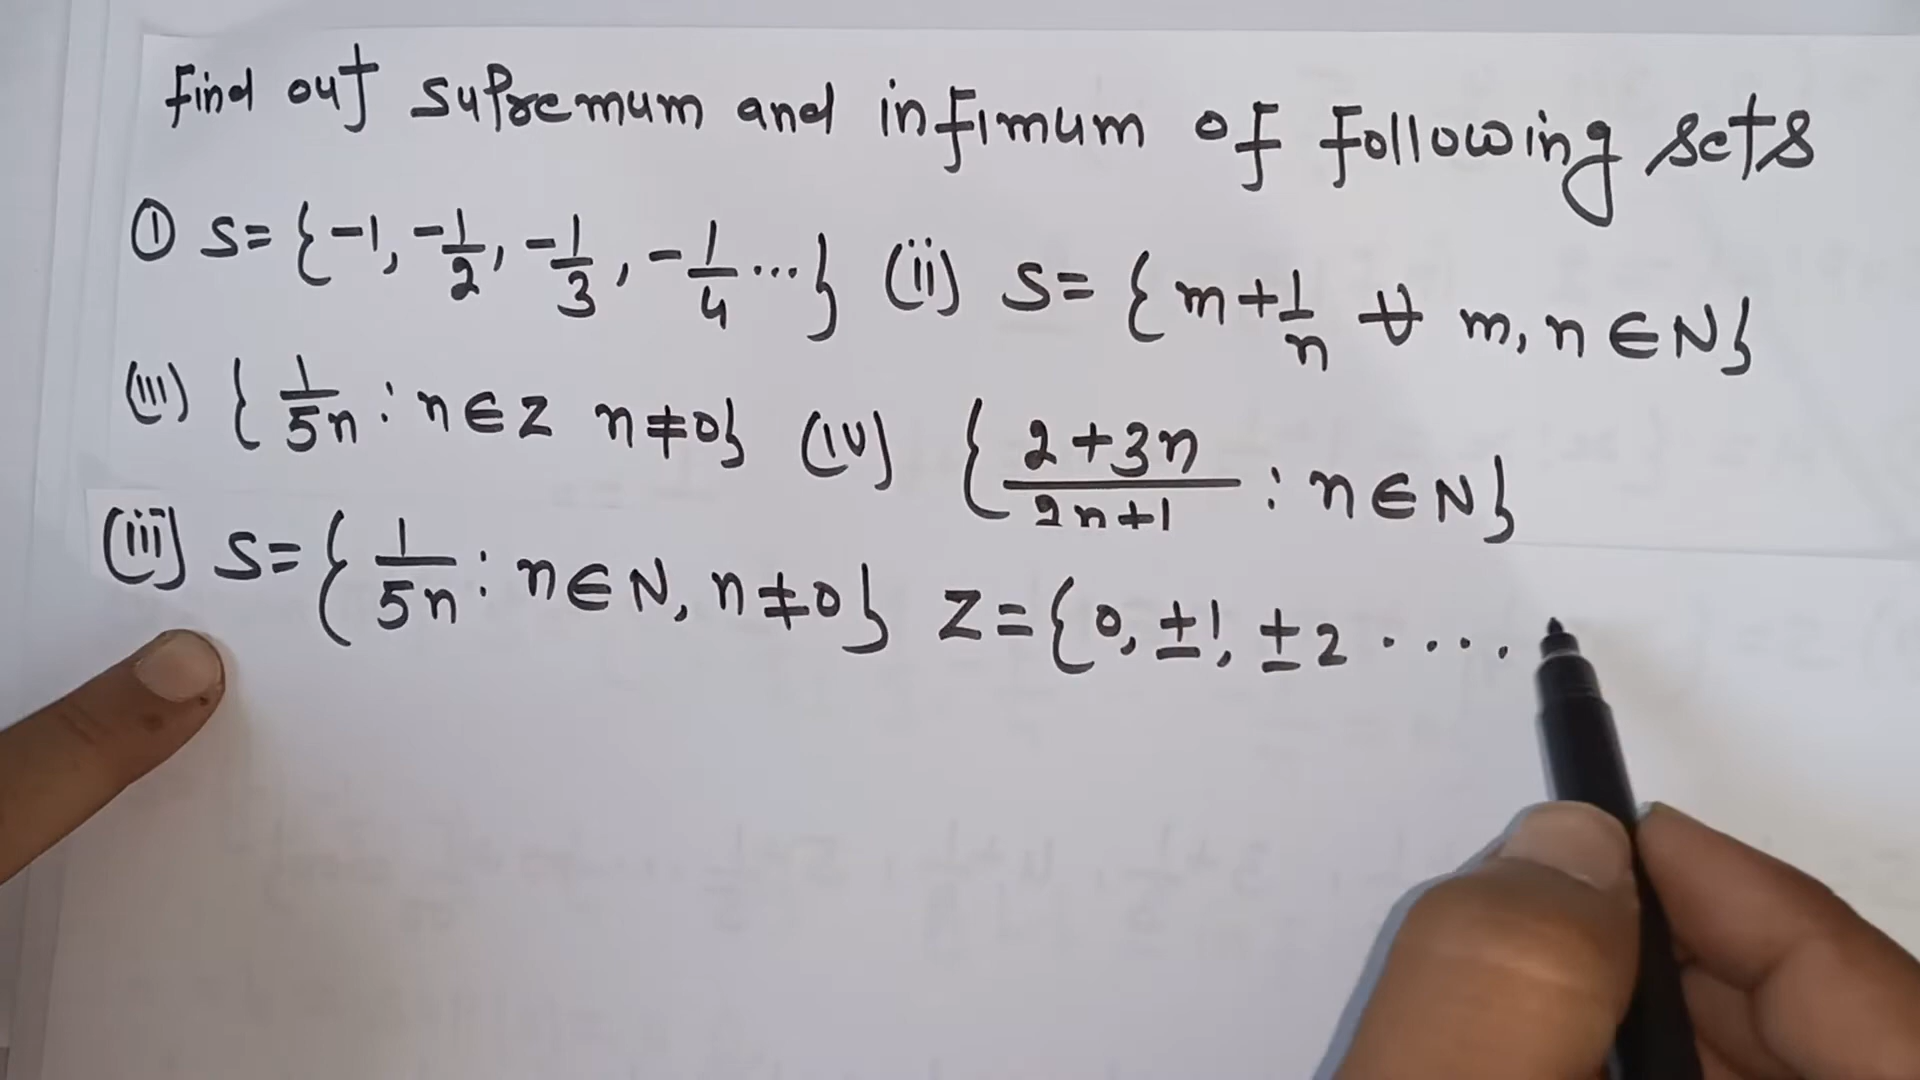 Find out supremum and infimum of following sets
① S={-1, -1/2, -1/3, -1/4...} (ii) S= {m+1/n ∀ m, n ∈ N}
(iii) {1/5n : n∈Z n≠0} (iv) {2+3n/2n+1 : n∈N}
(iii) S={1/5n : n∈N, n≠0} Z={0, ±1, ±2 .....